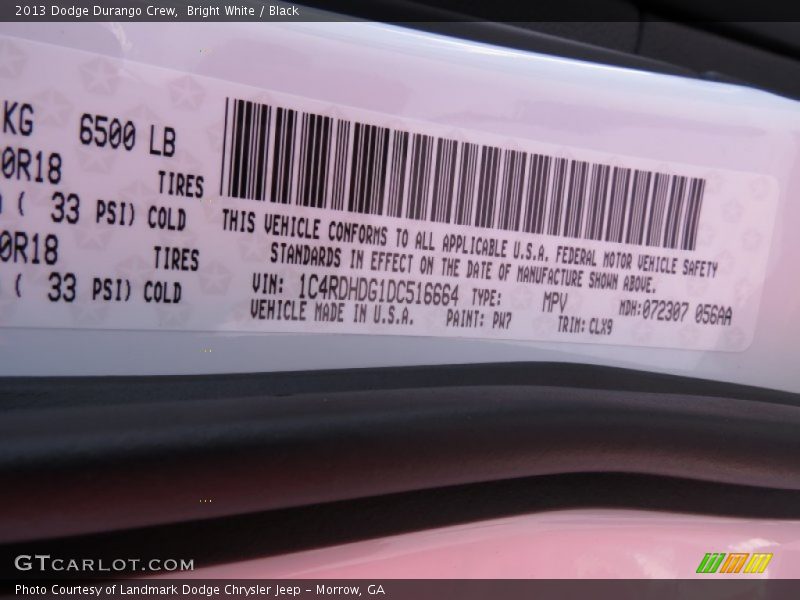 2013 Dodge Durango Crew, Bright White / Black
KG 6500 LB
0R18 TIRES
( 33 PSI) COLD
0R18 TIRES
( 33 PSI) COLD
THIS VEHICLE CONFORMS TO ALL APPLICABLE U.S.A. FEDERAL MOTOR VEHICLE SAFETY
STANDARDS IN EFFECT ON THE DATE OF MANUFACTURE SHOWN ABOVE.
VIN: 1C4RDHDG1DC516664 TYPE: MPV MDH:072307 056AA
VEHICLE MADE IN U.S.A. PAINT: PW7 TRIM: CLX9
GTCARLOT.COM
Photo Courtesy of Landmark Dodge Chrysler Jeep - Morrow, GA